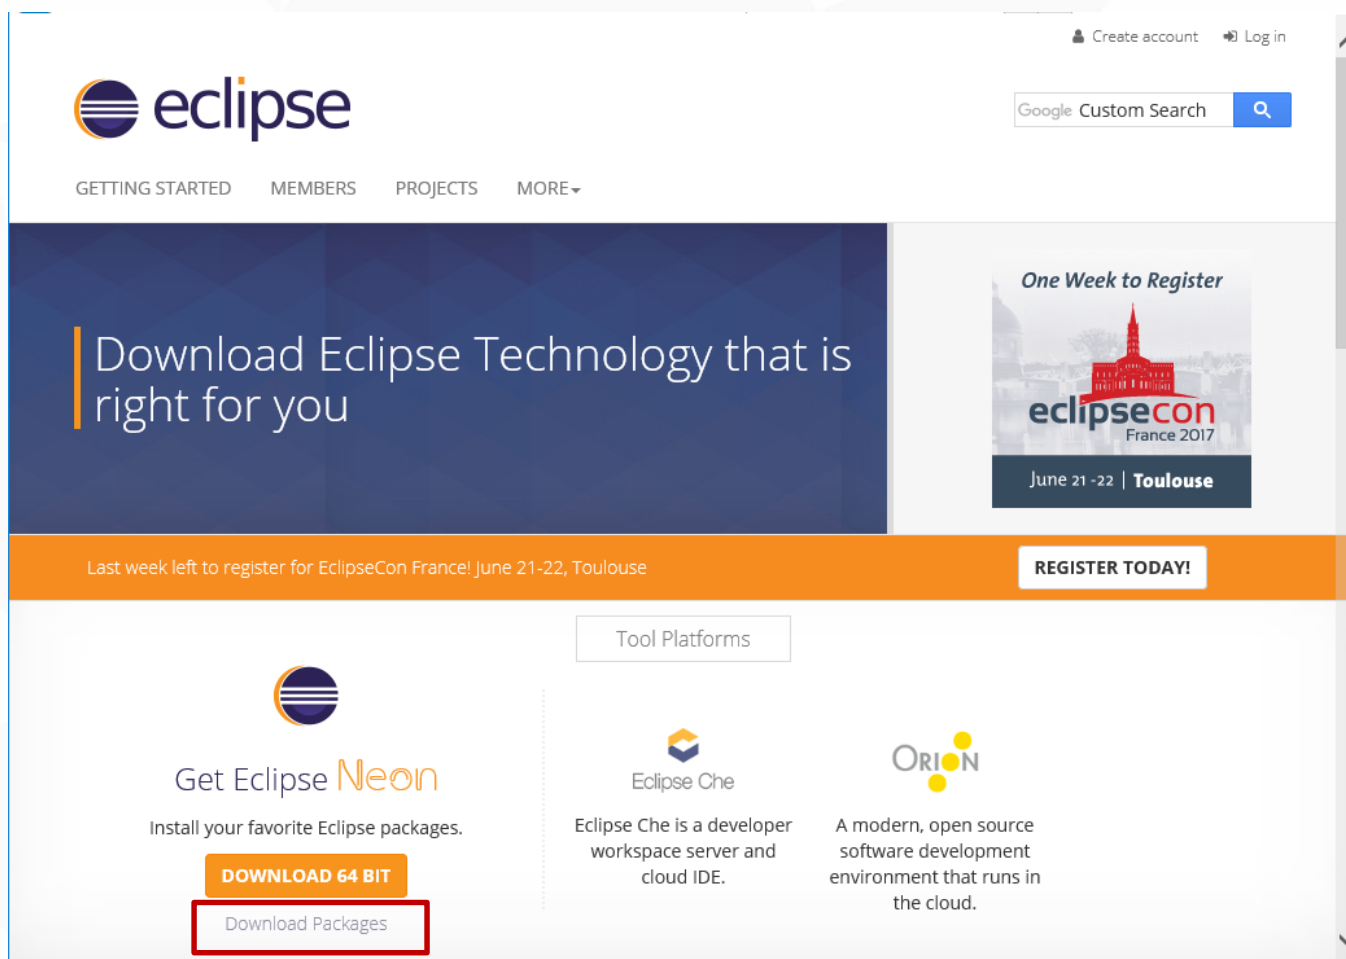 Create account Log in
eclipse
Google Custom Search
GETTING STARTED MEMBERS PROJECTS MORE
Download Eclipse Technology that is
right for you
One Week to Register
eclipsecon
France 2017
June 21-22 | Toulouse
Last week left to register for EclipseCon France! June 21-22, Toulouse
REGISTER TODAY!
Tool Platforms
Get Eclipse Neon
Install your favorite Eclipse packages.
DOWNLOAD 64 BIT
Download Packages
Eclipse Che
Eclipse Che is a developer
workspace server and
cloud IDE.
ORION
A modern, open source
software development
environment that runs in
the cloud.